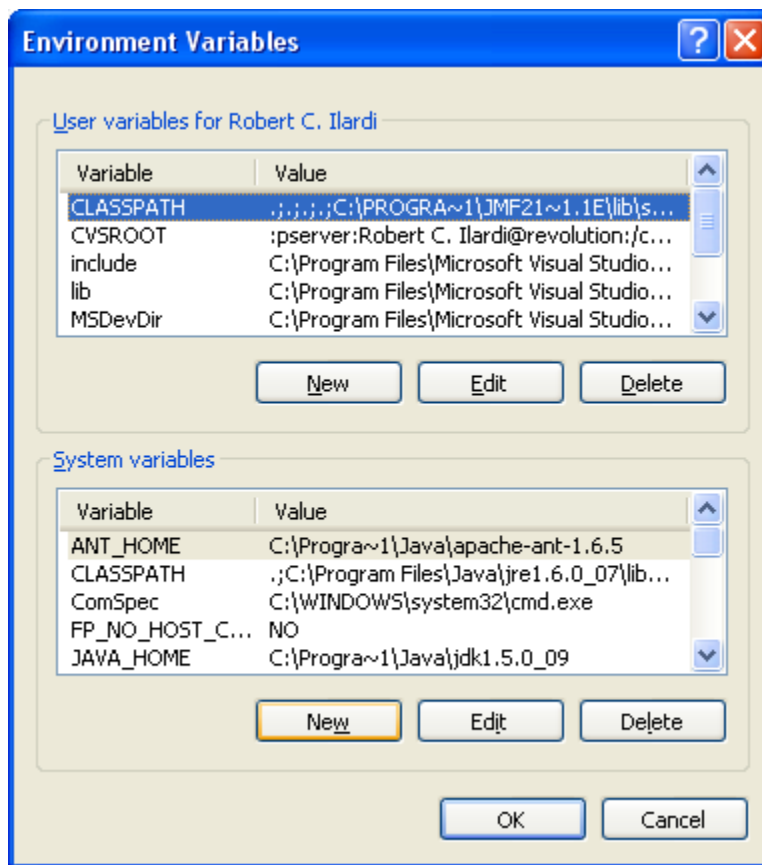 Environment Variables
User variables for Robert C. Ilardi
Variable Value
CLASSPATH .;.;.;.;C:\PROGRA~1\JMF21~1.1E\lib\s...
CVSROOT :pserver:Robert C. Ilardi@revolution:/c...
include C:\Program Files\Microsoft Visual Studio...
lib C:\Program Files\Microsoft Visual Studio...
MSDevDir C:\Program Files\Microsoft Visual Studio...
New Edit Delete
System variables
Variable Value
ANT_HOME C:\Progra~1\Java\apache-ant-1.6.5
CLASSPATH .;C:\Program Files\Java\jre1.6.0_07\lib...
ComSpec C:\WINDOWS\system32\cmd.exe
FP_NO_HOST_C... NO
JAVA_HOME C:\Progra~1\Java\jdk1.5.0_09
New Edit Delete
OK Cancel